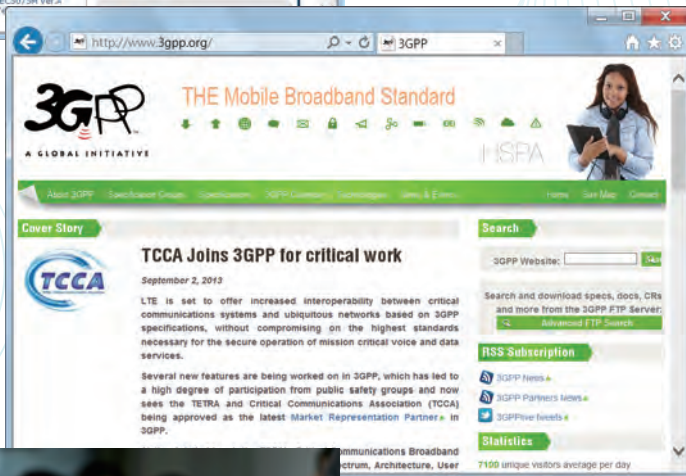 http://www.3gpp.org/
3GPP
3GPP
A GLOBAL INITIATIVE
THE Mobile Broadband Standard
HSPA
About 3GPP Specification Groups Specifications 3GPP Calendar Technologies News & Events Home Site Map Contact
Cover Story
TCCA
TCCA Joins 3GPP for critical work
September 2, 2013
LTE is set to offer increased interoperability between critical
communications systems and ubiquitous networks based on 3GPP
specifications, without compromising on the highest standards
necessary for the secure operation of mission critical voice and data
services.
Several new features are being worked on in 3GPP, which has led to
a high degree of participation from public safety groups and now
sees the TETRA and Critical Communications Association (TCCA)
being approved as the latest Market Representation Partner in
3GPP.
ommunications Broadband
ectrum, Architecture, User
Search
3GPP Website:
Search and download specs, docs, CRs
and more from the 3GPP FTP Server:
Advanced FTP Search
RSS Subscription
3GPP News
3GPP Partners News
3GPPlive tweets
Statistics
7100 unique visitors average per day